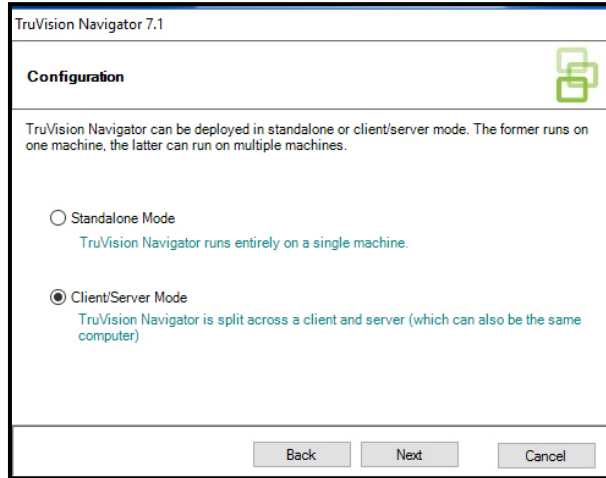 TruVision Navigator 7.1
Configuration
TruVision Navigator can be deployed in standalone or client/server mode. The former runs on
one machine, the latter can run on multiple machines.
Standalone Mode
TruVision Navigator runs entirely on a single machine.
Client/Server Mode
TruVision Navigator is split across a client and server (which can also be the same
computer)
Back Next Cancel